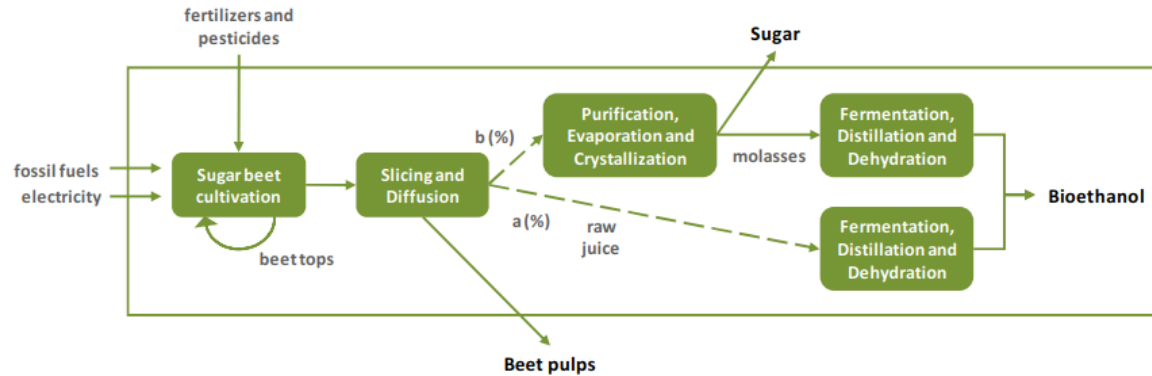 fertilizers and
pesticides
Sugar
fossil fuels
electricity
Sugar beet
cultivation
beet tops
Slicing and
Diffusion
b (%)
a (%)
raw
juice
Purification,
Evaporation and
Crystallization
molasses
Fermentation,
Distillation and
Dehydration
Fermentation,
Distillation and
Dehydration
Bioethanol
Beet pulps